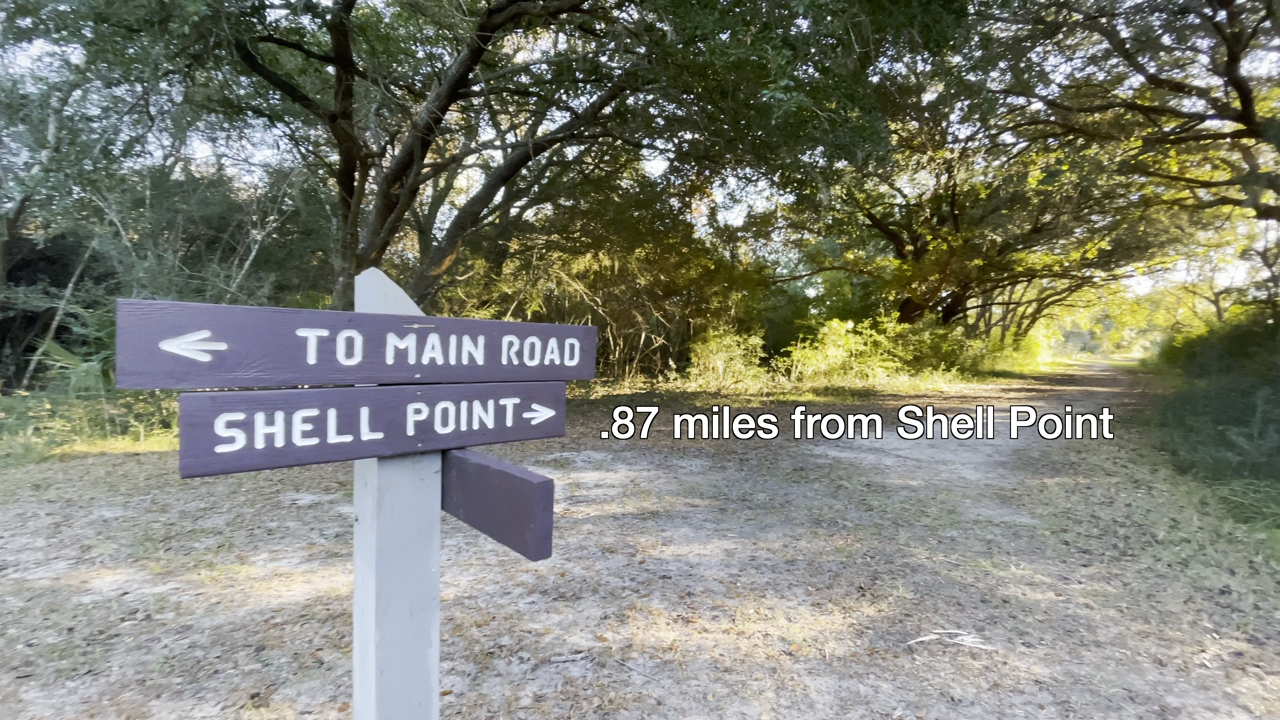 ← TO MAIN ROAD
SHELL POINT→
.87 miles from Shell Point